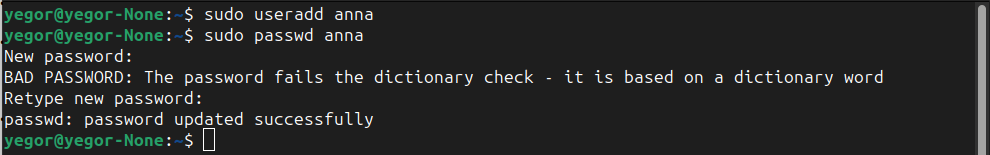 yegor@yegor-None:~$ sudo useradd anna
yegor@yegor-None:~$ sudo passwd anna
New password:
BAD PASSWORD: The password fails the dictionary check - it is based on a dictionary word
Retype new password:
passwd: password updated successfully
yegor@yegor-None:~$